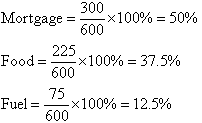 Mortgage = 300/600 × 100% = 50%
Food = 225/600 × 100% = 37.5%
Fuel = 75/600 × 100% = 12.5%